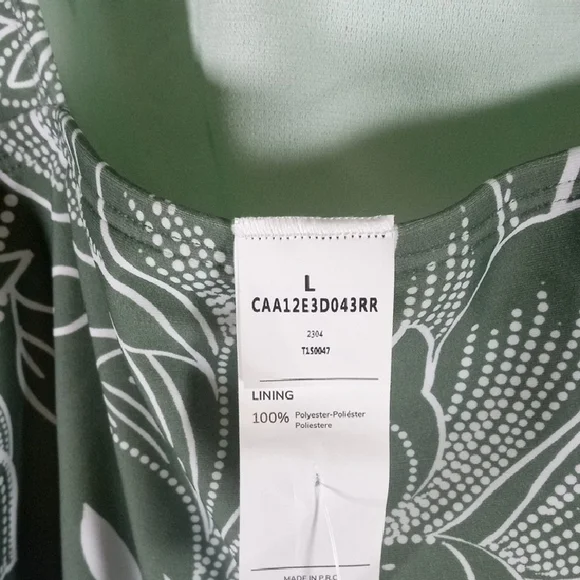 L
CAA12E3D043RR
2304
T150047
LINING
100% Polyester-Poliéster
Poliestere
MADE IN P.R.C